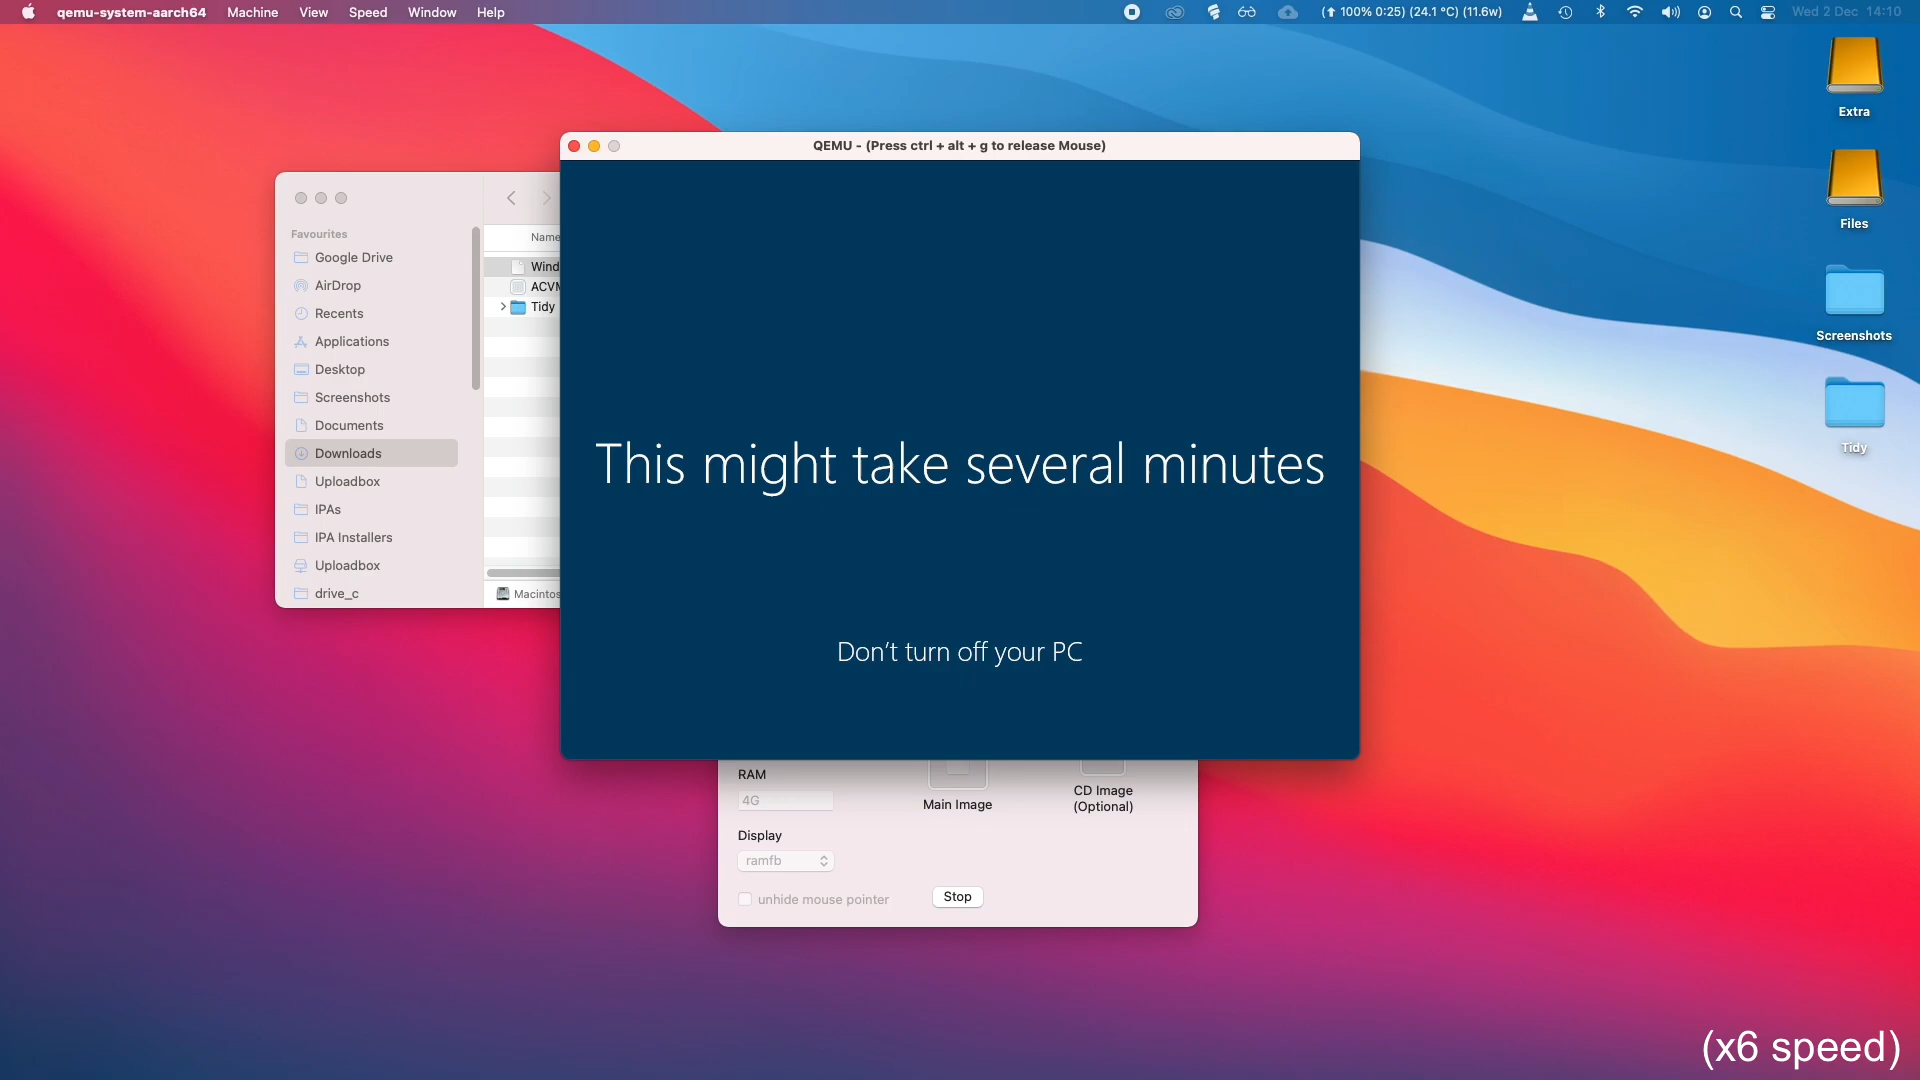 qemu-system-aarch64 Machine View Speed Window Help
(⬆ 100% 0:25) (24.1 °C) (11.6w)
Wed 2 Dec 14:10
Extra
Files
Screenshots
Tidy
QEMU - (Press ctrl + alt + g to release Mouse)
Favourites
Google Drive
AirDrop
Recents
Applications
Desktop
Screenshots
Documents
Downloads
Uploadbox
IPAs
IPA Installers
Uploadbox
drive_c
Name
Wind
ACVM
Tidy
Macintos
This might take several minutes
Don't turn off your PC
RAM
4G
Display
ramfb
unhide mouse pointer
Main Image
CD Image
(Optional)
Stop
(x6 speed)